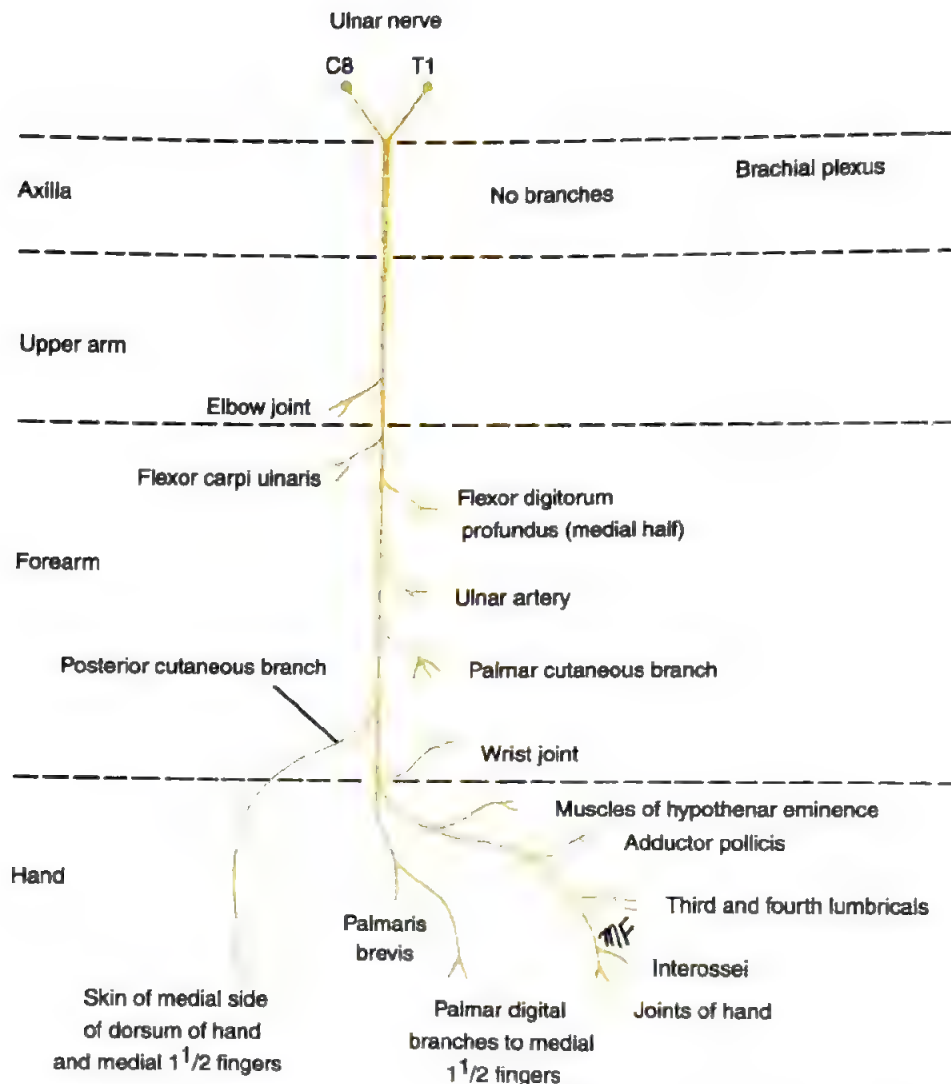 Ulnar nerve
C8 T1
Brachial plexus
Axilla
No branches
Upper arm
Elbow joint
Flexor carpi ulnaris
Flexor digitorum
profundus (medial half)
Forearm
Ulnar artery
Posterior cutaneous branch
Palmar cutaneous branch
Wrist joint
Muscles of hypothenar eminence
Adductor pollicis
Hand
Third and fourth lumbricals
Palmaris
brevis
MF
Interossei
Joints of hand
Skin of medial side
of dorsum of hand
and medial 1 1/2 fingers
Palmar digital
branches to medial
1 1/2 fingers